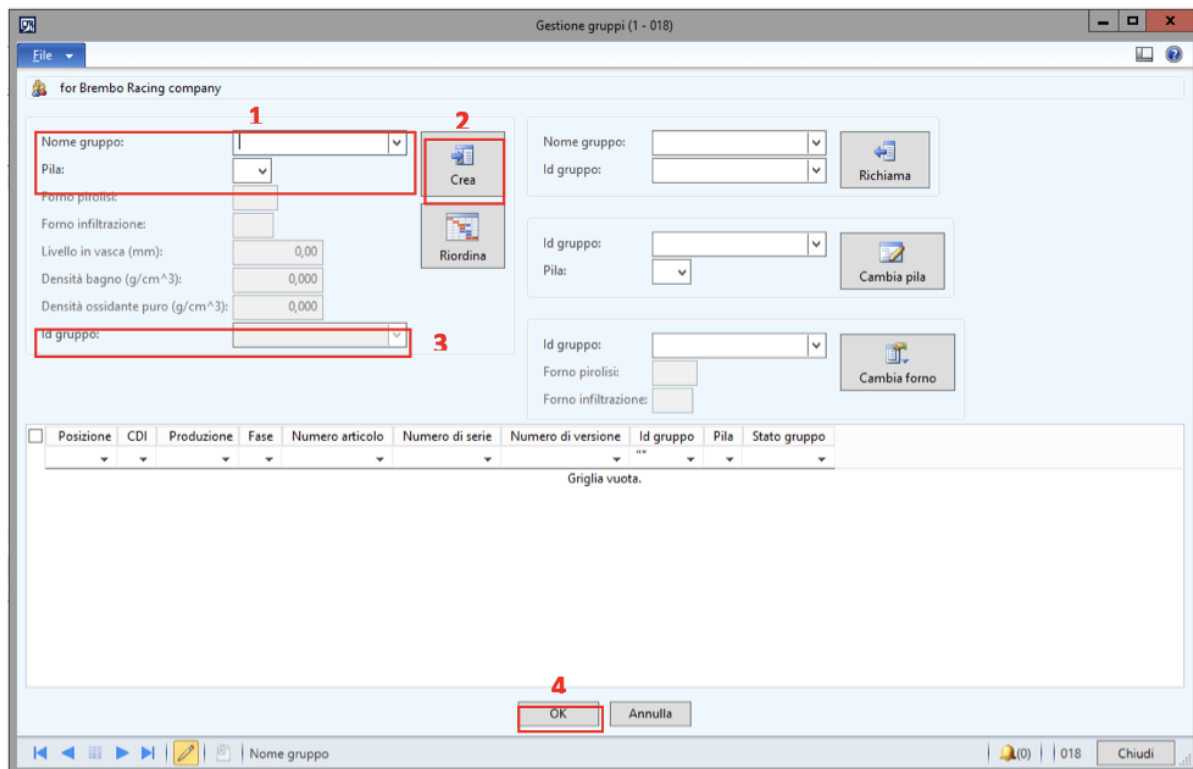 Gestione gruppi (1 - 018)
File
for Brembo Racing company
1
2
Nome gruppo:
Pila:
Crea
Forno pirolisi:
Forno infiltrazione:
Livello in vasca (mm): 0,00
Densità bagno (g/cm^3): 0,000
Densità ossidante puro (g/cm^3): 0,000
Riordina
Id gruppo:
3
Nome gruppo:
Id gruppo:
Richiama
Id gruppo:
Pila:
Cambia pila
Id gruppo:
Forno pirolisi:
Forno infiltrazione:
Cambia forno
Posizione CDI Produzione Fase Numero articolo Numero di serie Numero di versione Id gruppo Pila Stato gruppo
""
Griglia vuota.
4
OK Annulla
Nome gruppo (0) 018 Chiudi